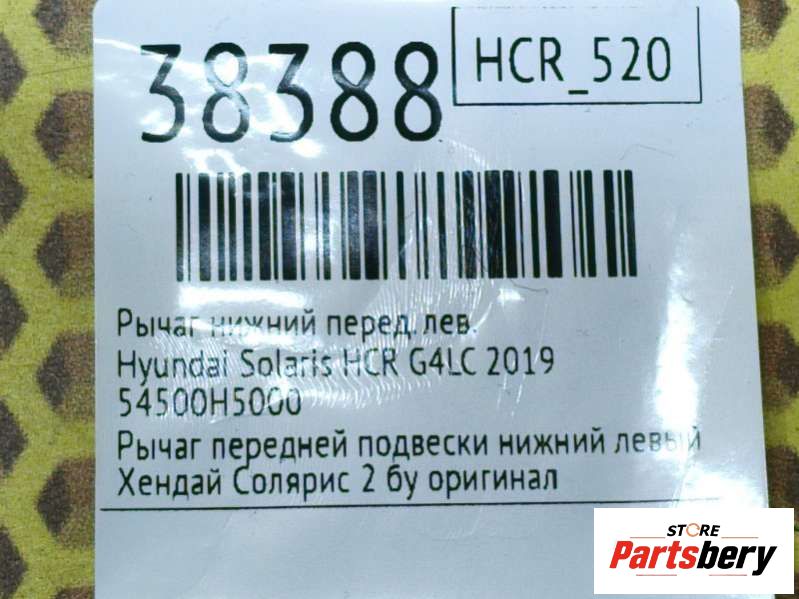 38388
HCR_520
Рычаг нижний перед. лев.
Hyundai Solaris HCR G4LC 2019
54500H5000
Рычаг передней подвески нижний левый
Хендай Солярис 2 бу оригинал
STORE
Partsbery